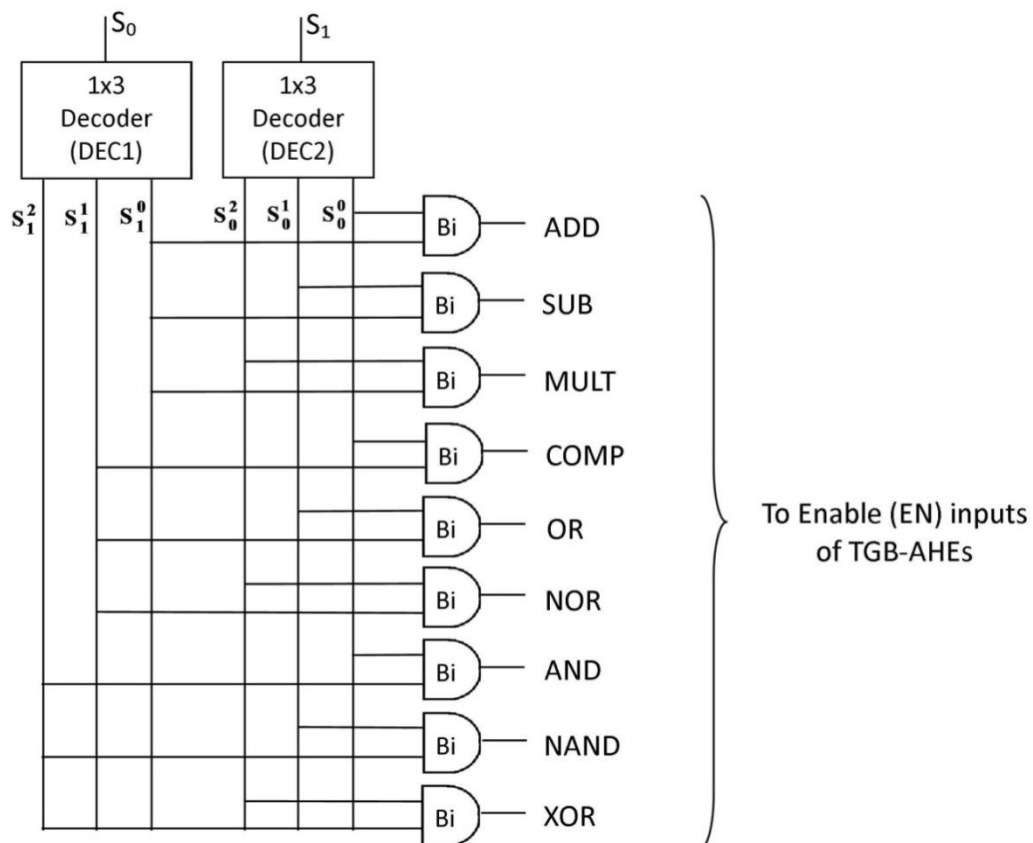 S₀ S₁
1x3
Decoder
(DEC1)
1x3
Decoder
(DEC2)
S₁² S₁¹ S₁⁰ S₀² S₀¹ S₀⁰
Bi ADD
Bi SUB
Bi MULT
Bi COMP
Bi OR
Bi NOR
Bi AND
Bi NAND
Bi XOR
To Enable (EN) inputs
of TGB-AHEs